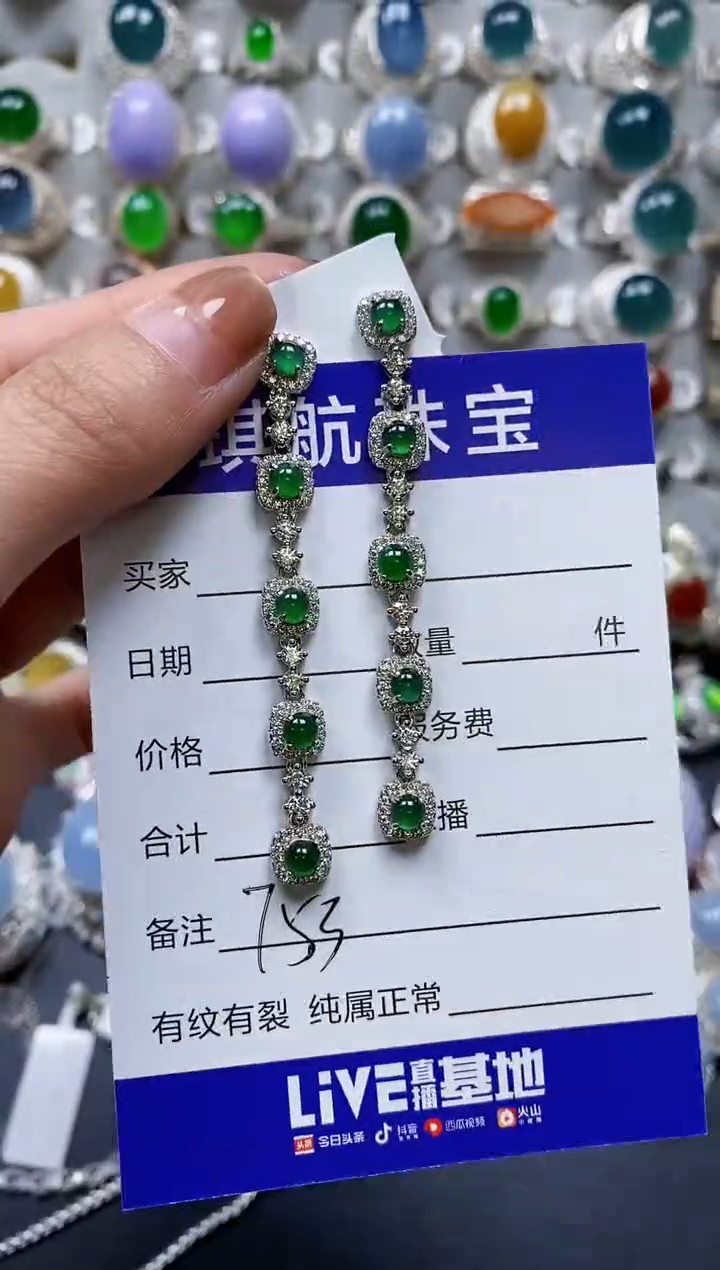 琪航珠宝
买家
日期
数量 件
价格
服务费
合计
播
备注 753
有纹有裂 纯属正常
LiVE直播基地
今日头条 抖音 西瓜视频 火山